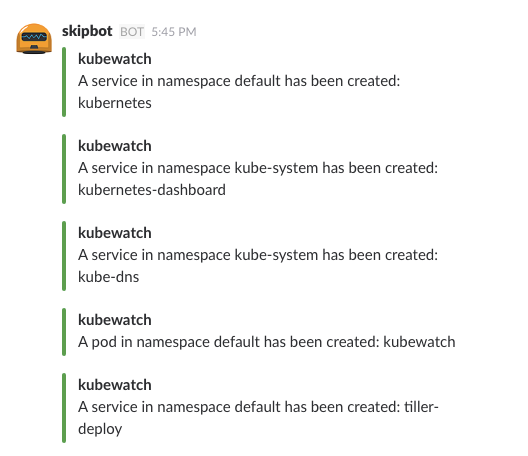 skipbot BOT 5:45 PM
kubewatch
A service in namespace default has been created:
kubernetes
kubewatch
A service in namespace kube-system has been created:
kubernetes-dashboard
kubewatch
A service in namespace kube-system has been created:
kube-dns
kubewatch
A pod in namespace default has been created: kubewatch
kubewatch
A service in namespace default has been created: tiller-
deploy